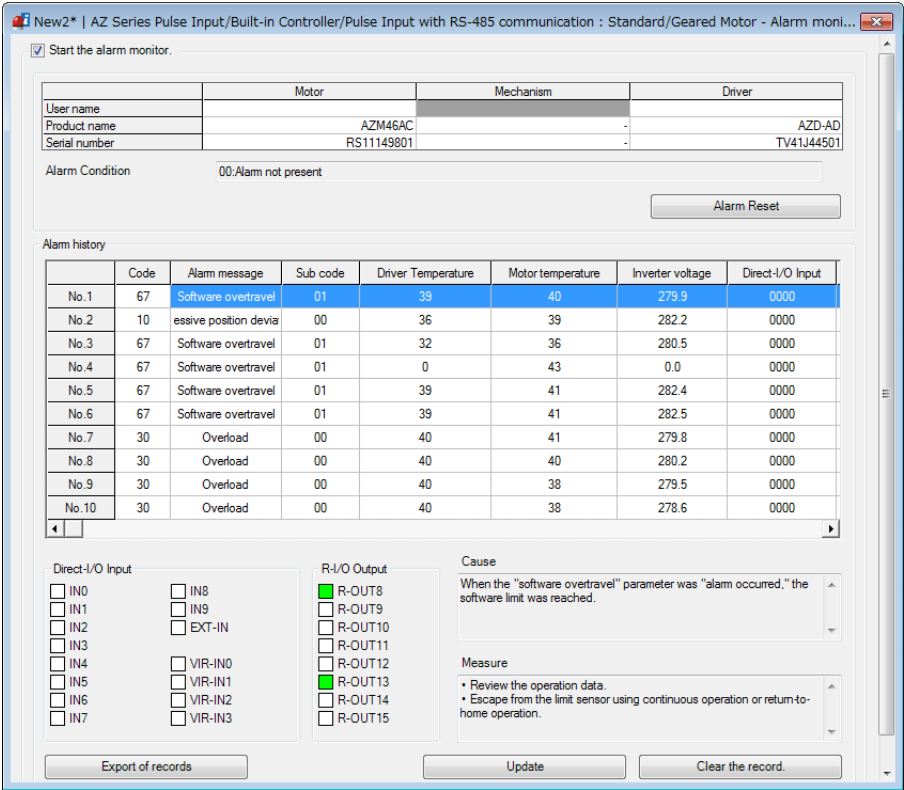 New2* | AZ Series Pulse Input/Built-in Controller/Pulse Input with RS-485 communication : Standard/Geared Motor - Alarm moni...
Start the alarm monitor.
Motor Mechanism Driver
User name
Product name AZM46AC - AZD-AD
Serial number RS11149801 - TV41J44501
Alarm Condition 00:Alarm not present
Alarm Reset
Alarm history
Code Alarm message Sub code Driver Temperature Motor temperature Inverter voltage Direct-I/O Input
No.1 67 Software overtravel 01 39 40 279.9 0000
No.2 10 essive position devia 00 36 39 282.2 0000
No.3 67 Software overtravel 01 32 36 280.5 0000
No.4 67 Software overtravel 01 0 43 0.0 0000
No.5 67 Software overtravel 01 39 41 282.4 0000
No.6 67 Software overtravel 01 39 41 282.5 0000
No.7 30 Overload 00 40 41 279.8 0000
No.8 30 Overload 00 40 40 280.2 0000
No.9 30 Overload 00 40 38 279.5 0000
No.10 30 Overload 00 40 38 278.6 0000
Direct-I/O Input
IN0 IN8
IN1 IN9
IN2 EXT-IN
IN3
IN4 VIR-IN0
IN5 VIR-IN1
IN6 VIR-IN2
IN7 VIR-IN3
R-I/O Output
R-OUT8
R-OUT9
R-OUT10
R-OUT11
R-OUT12
R-OUT13
R-OUT14
R-OUT15
Cause
When the "software overtravel" parameter was "alarm occurred," the
software limit was reached.
Measure
• Review the operation data.
• Escape from the limit sensor using continuous operation or return-to-
home operation.
Export of records Update Clear the record.